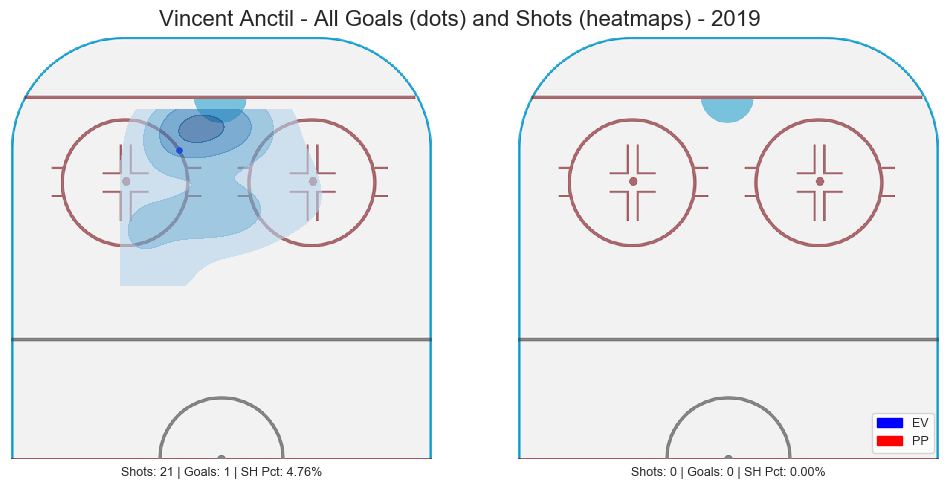 Vincent Anctil - All Goals (dots) and Shots (heatmaps) - 2019
EV
PP
Shots: 21 | Goals: 1 | SH Pct: 4.76%
Shots: 0 | Goals: 0 | SH Pct: 0.00%